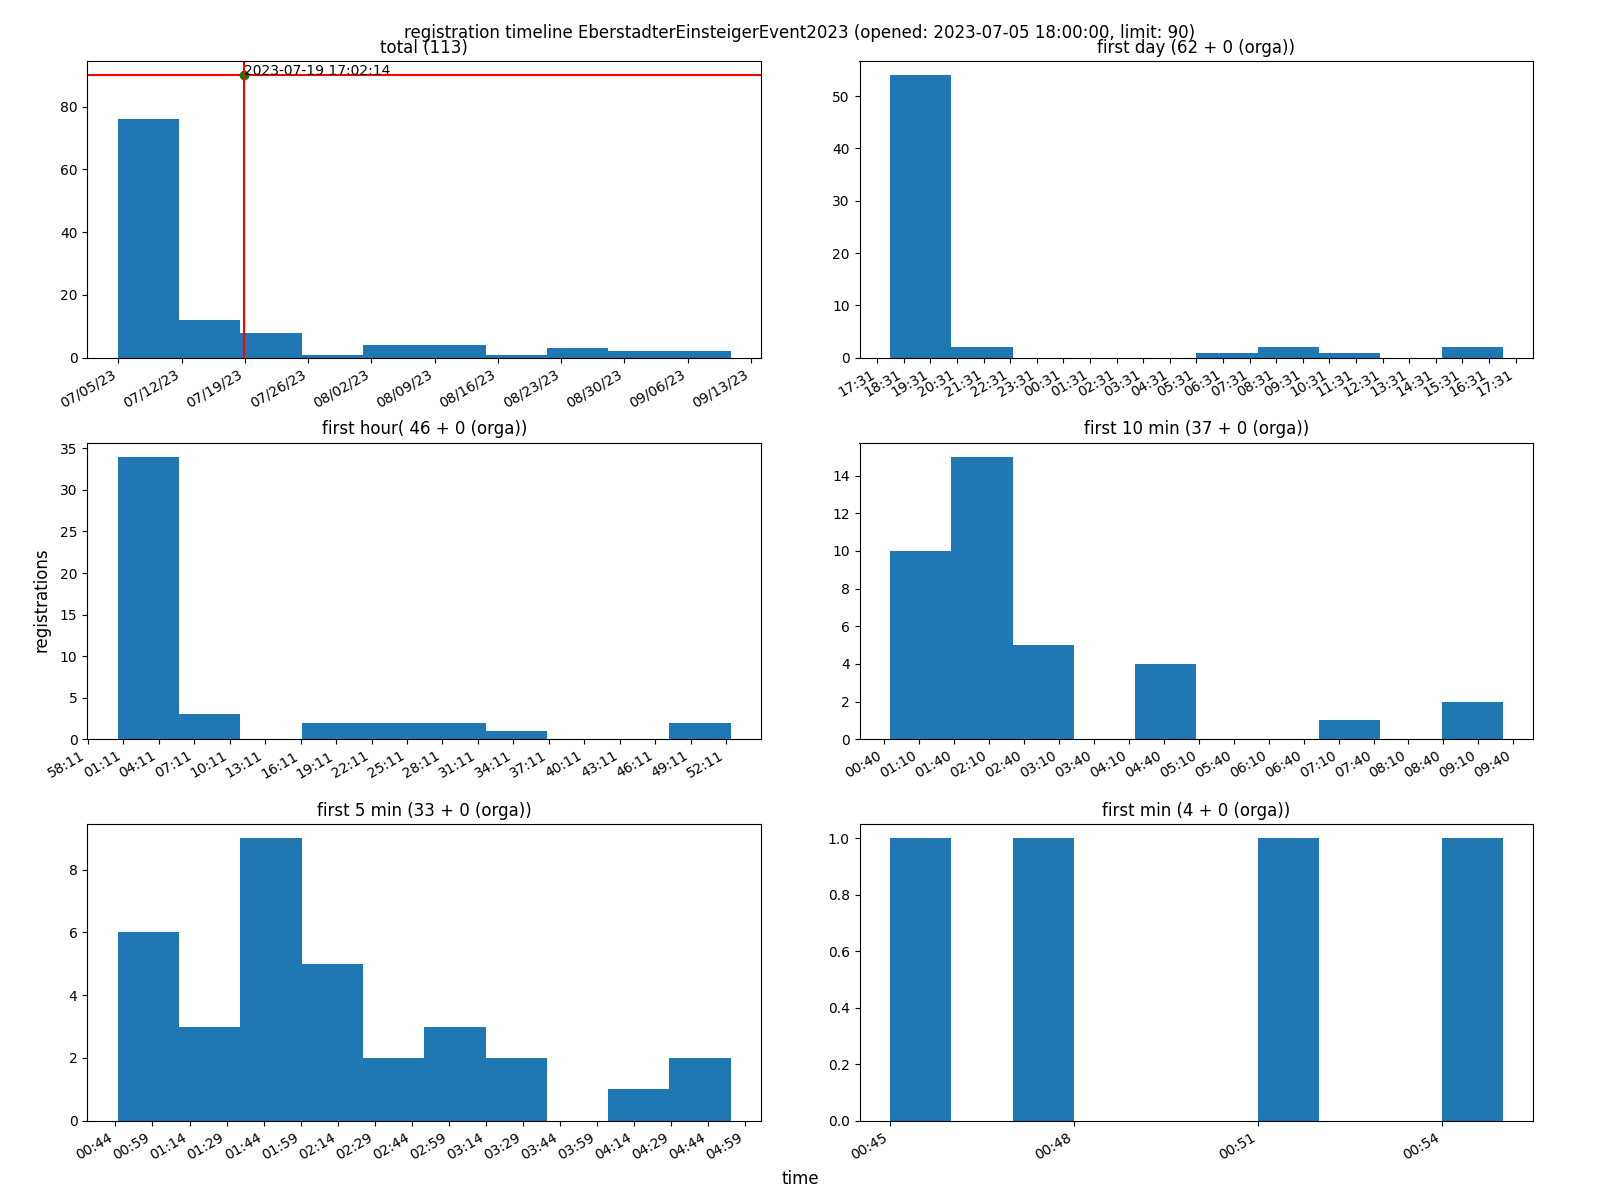 registration timeline EberstadterEinsteigerEvent2023 (opened: 2023-07-05 18:00:00, limit: 90)
total (113)
2023-07-19 17:02:14
80
60
40
20
0
07/05/23 07/12/23 07/19/23 07/26/23 08/02/23 08/09/23 08/16/23 08/23/23 08/30/23 09/06/23 09/13/23
first day (62 + 0 (orga))
50
40
30
20
10
0
17:31 18:31 19:31 20:31 21:31 22:31 23:31 00:31 01:31 02:31 03:31 04:31 05:31 06:31 07:31 08:31 09:31 10:31 11:31 12:31 13:31 14:31 15:31 16:31 17:31
registrations
first hour( 46 + 0 (orga))
35
30
25
20
15
10
5
0
58:11 01:11 04:11 07:11 10:11 13:11 16:11 19:11 22:11 25:11 28:11 31:11 34:11 37:11 40:11 43:11 46:11 49:11 52:11
first 10 min (37 + 0 (orga))
14
12
10
8
6
4
2
0
00:40 01:10 01:40 02:10 02:40 03:10 03:40 04:10 04:40 05:10 05:40 06:10 06:40 07:10 07:40 08:10 08:40 09:10 09:40
first 5 min (33 + 0 (orga))
8
6
4
2
0
00:44 00:59 01:14 01:29 01:44 01:59 02:14 02:29 02:44 02:59 03:14 03:29 03:44 03:59 04:14 04:29 04:44 04:59
first min (4 + 0 (orga))
1.0
0.8
0.6
0.4
0.2
0.0
00:45 00:48 00:51 00:54
time